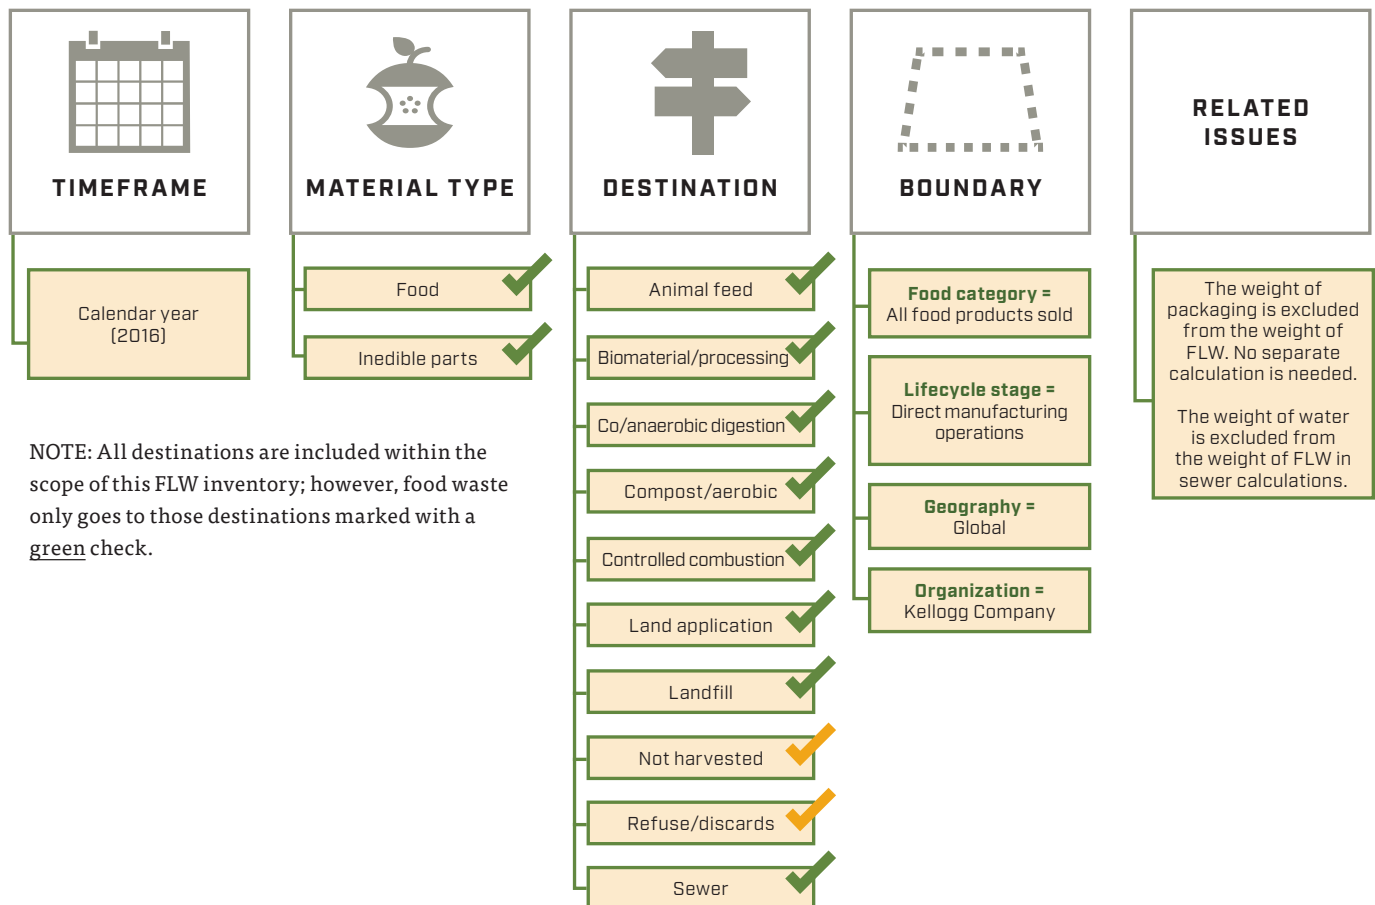 TIMEFRAME
Calendar year
(2016)
NOTE: All destinations are included within the
scope of this FLW inventory; however, food waste
only goes to those destinations marked with a
green check.
MATERIAL TYPE
Food
Inedible parts
DESTINATION
Animal feed
Biomaterial/processing
Co/anaerobic digestion
Compost/aerobic
Controlled combustion
Land application
Landfill
Not harvested
Refuse/discards
Sewer
BOUNDARY
Food category =
All food products sold
Lifecycle stage =
Direct manufacturing
operations
Geography =
Global
Organization =
Kellogg Company
RELATED
ISSUES
The weight of
packaging is excluded
from the weight of
FLW. No separate
calculation is needed.
The weight of water
is excluded from
the weight of FLW in
sewer calculations.